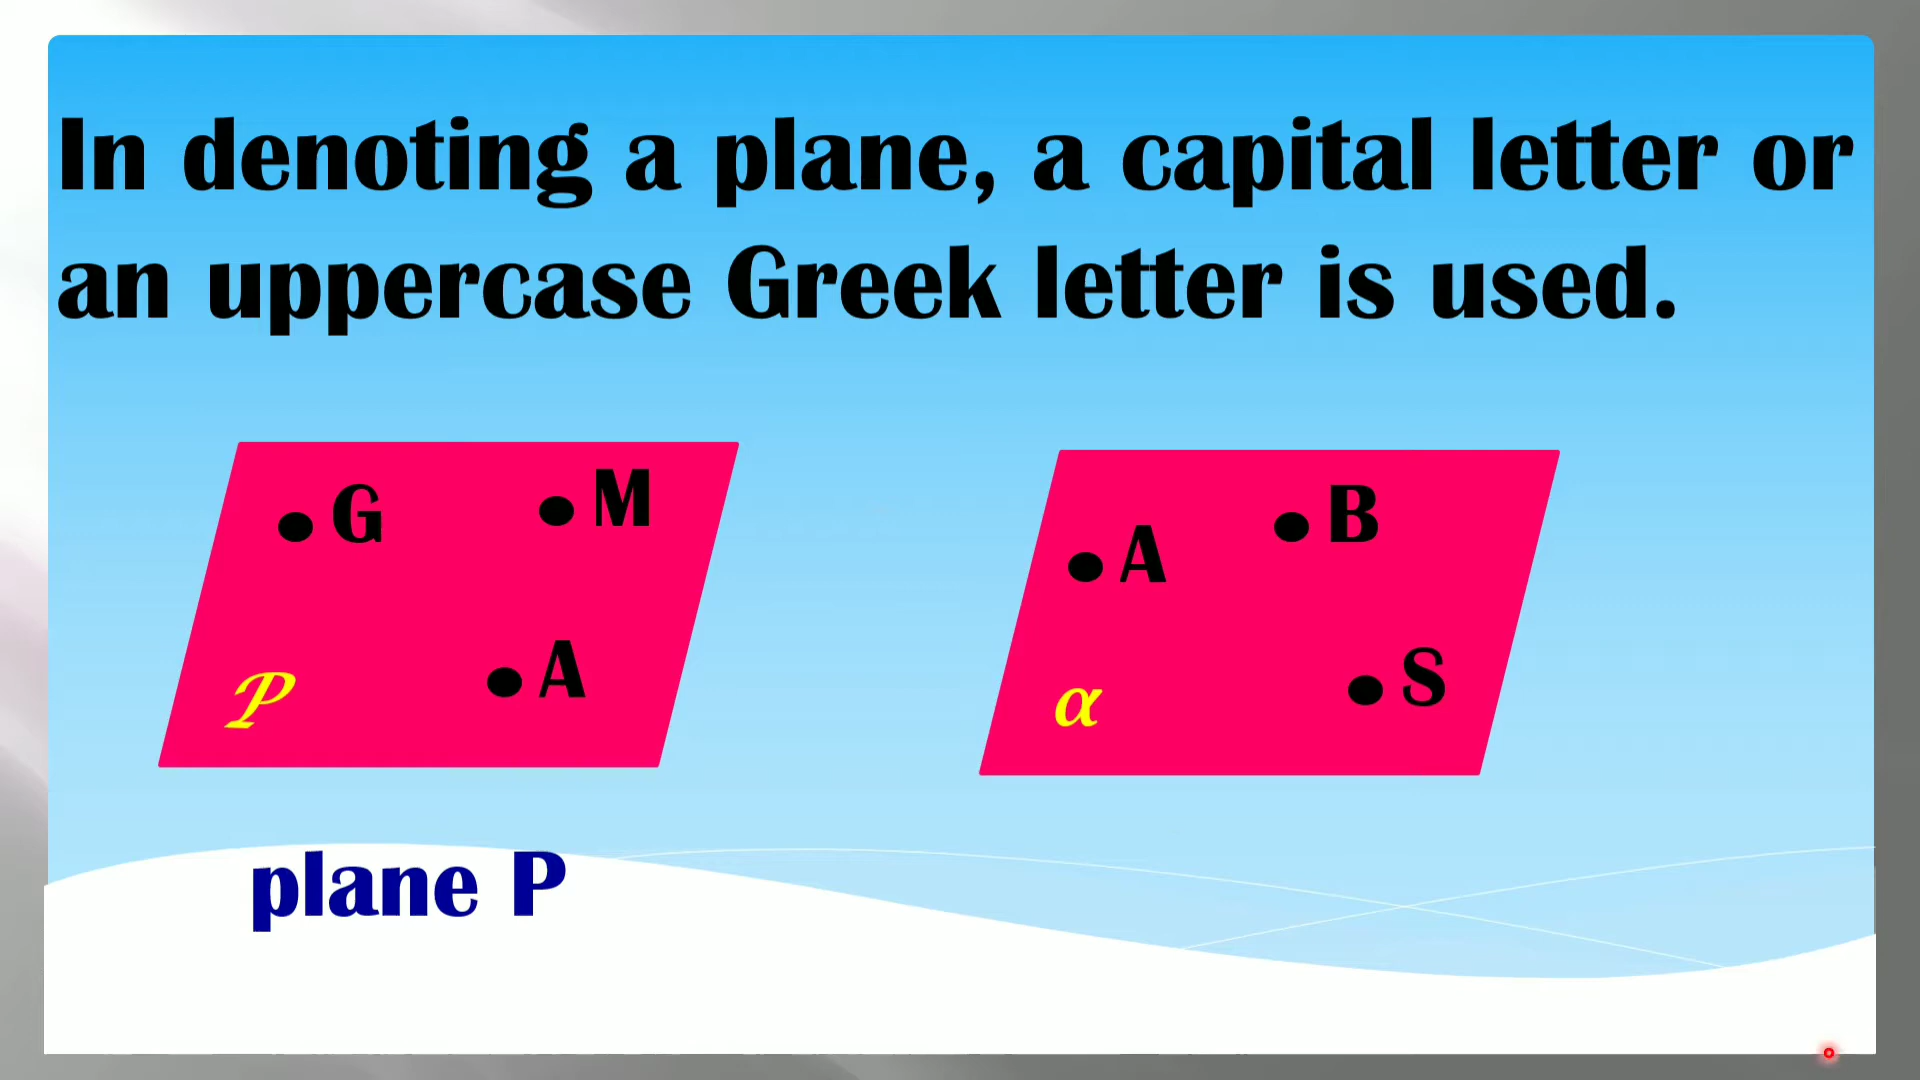 In denoting a plane, a capital letter or
an uppercase Greek letter is used.
G
M
A
𝒫
A
B
S
α
plane P